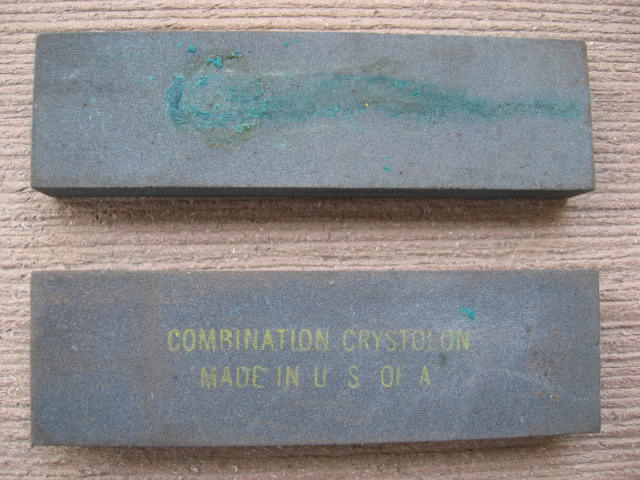 COMBINATION CRYSTOLON
MADE IN U S OF A